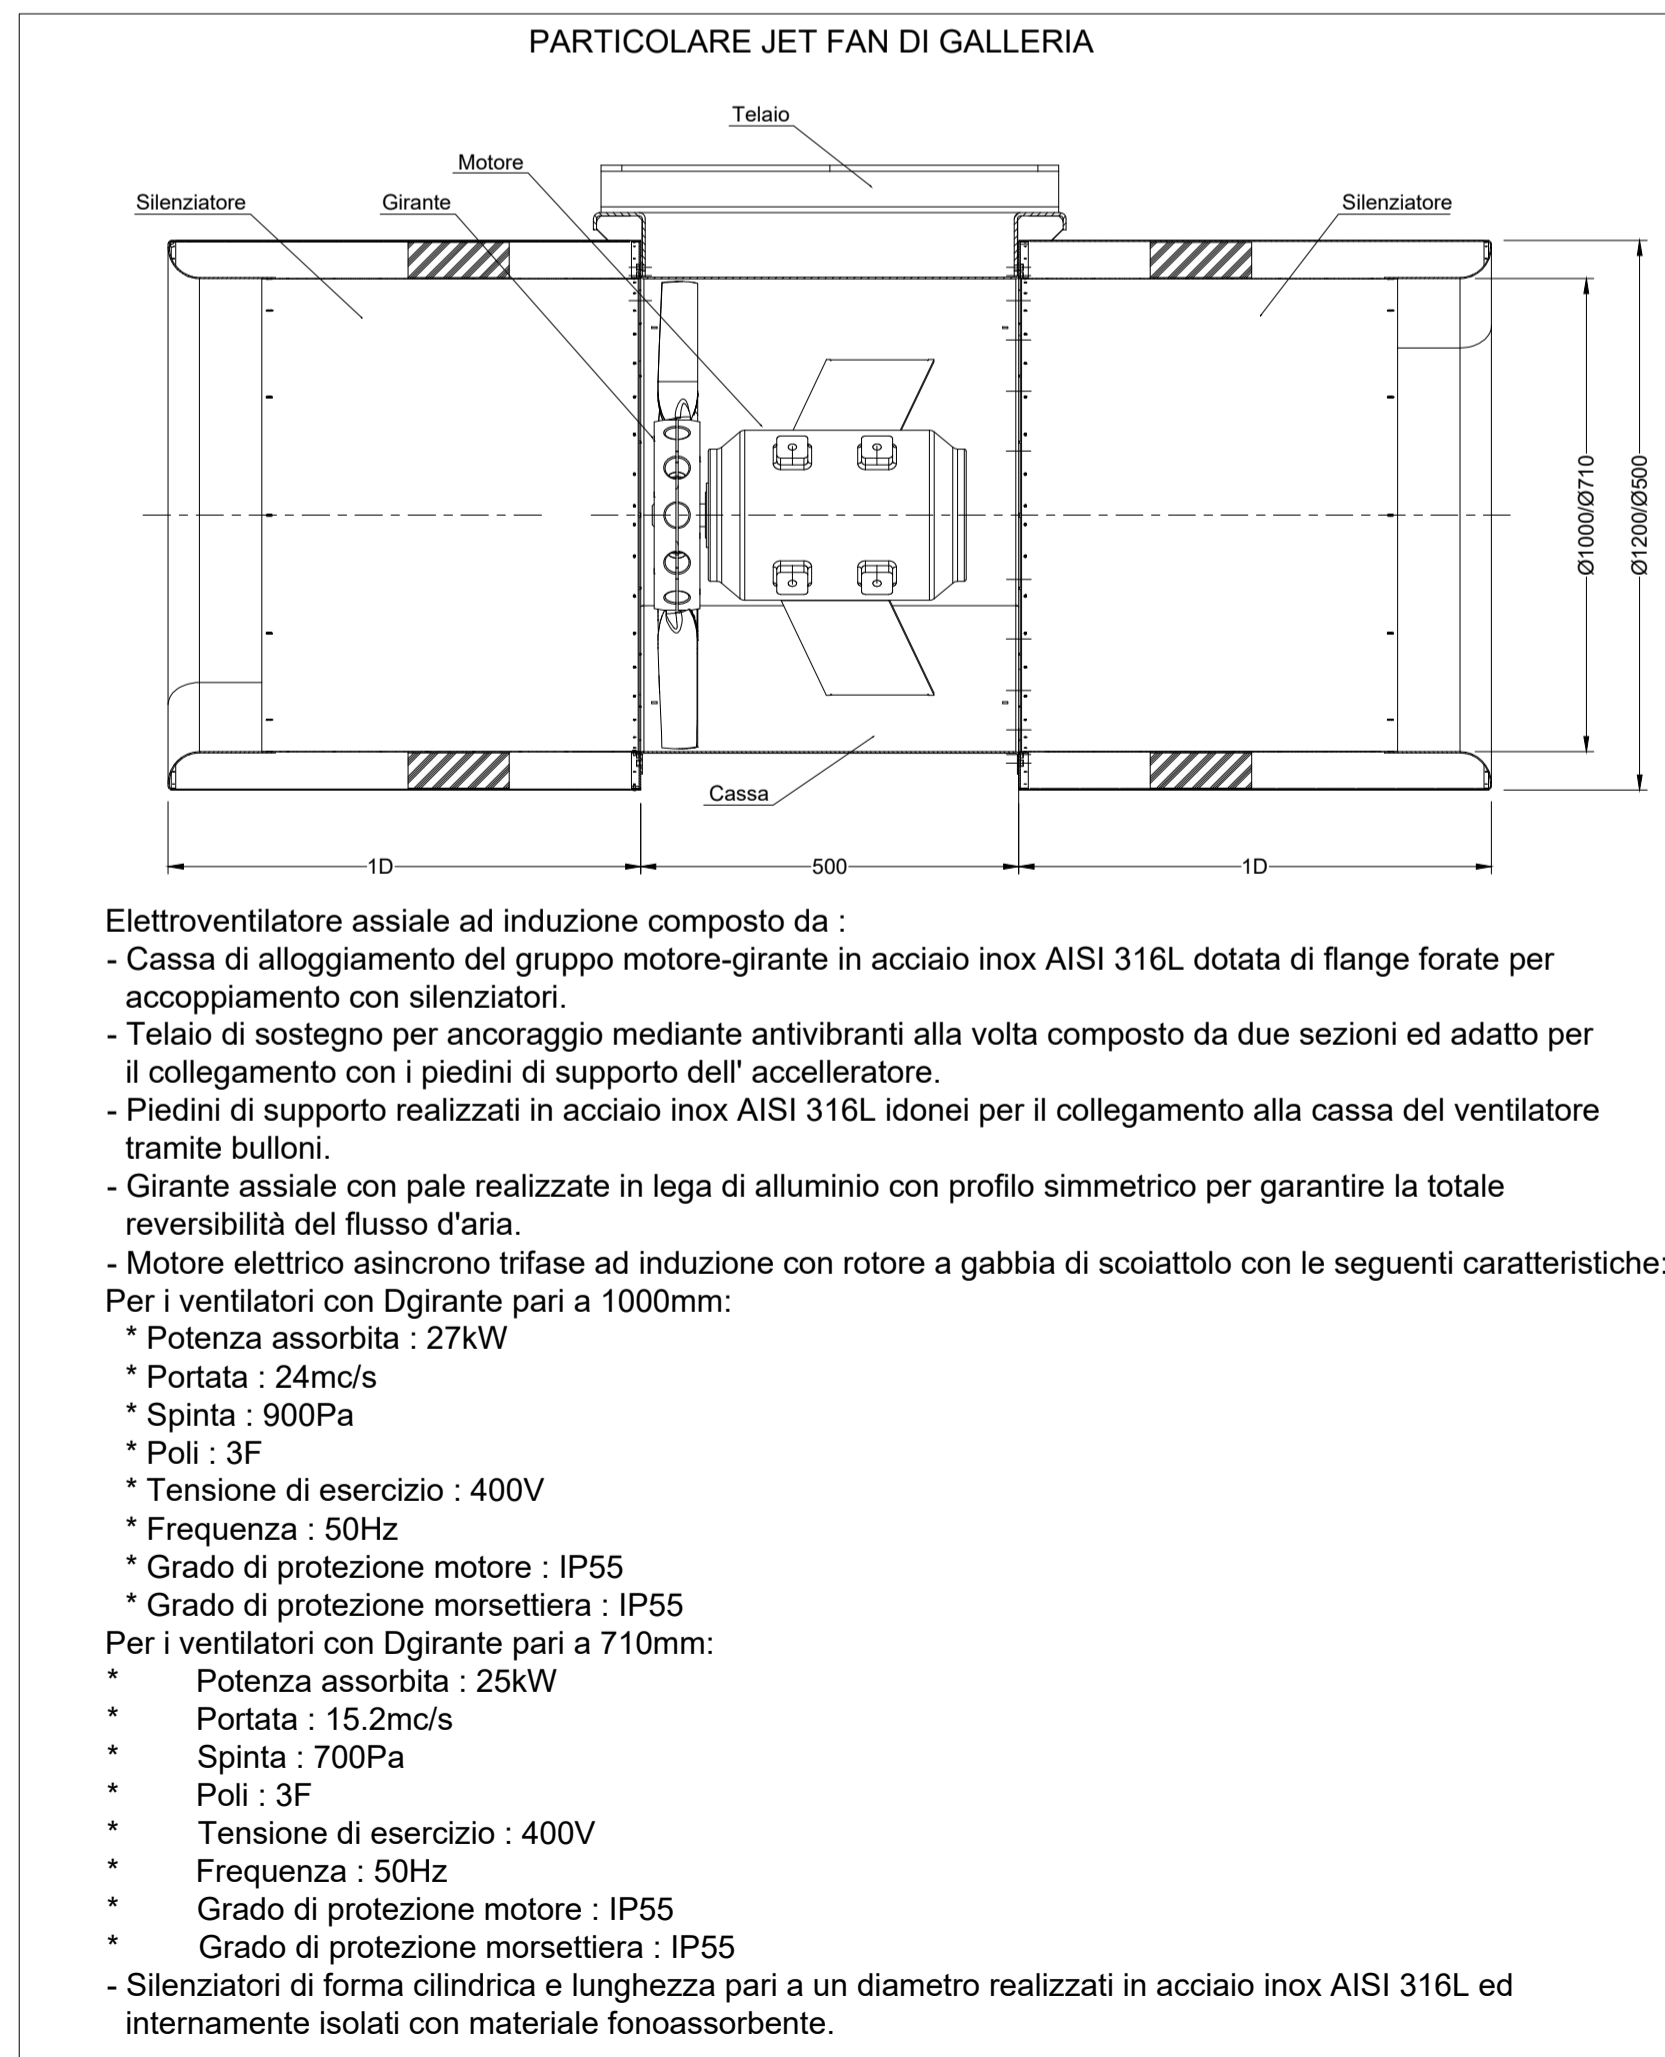 PARTICOLARE JET FAN DI GALLERIA
Telaio
Motore
Silenziatore
Girante
Silenziatore
Ø1000/Ø710
Ø1200/Ø500
Cassa
1D
500
1D
Elettroventilatore assiale ad induzione composto da :
- Cassa di alloggiamento del gruppo motore-girante in acciaio inox AISI 316L dotata di flange forate per
accoppiamento con silenziatori.
- Telaio di sostegno per ancoraggio mediante antivibranti alla volta composto da due sezioni ed adatto per
il collegamento con i piedini di supporto dell' accelleratore.
- Piedini di supporto realizzati in acciaio inox AISI 316L idonei per il collegamento alla cassa del ventilatore
tramite bulloni.
- Girante assiale con pale realizzate in lega di alluminio con profilo simmetrico per garantire la totale
reversibilità del flusso d'aria.
- Motore elettrico asincrono trifase ad induzione con rotore a gabbia di scoiattolo con le seguenti caratteristiche:
Per i ventilatori con Dgirante pari a 1000mm:
* Potenza assorbita : 27kW
* Portata : 24mc/s
* Spinta : 900Pa
* Poli : 3F
* Tensione di esercizio : 400V
* Frequenza : 50Hz
* Grado di protezione motore : IP55
* Grado di protezione morsettiera : IP55
Per i ventilatori con Dgirante pari a 710mm:
* Potenza assorbita : 25kW
* Portata : 15.2mc/s
* Spinta : 700Pa
* Poli : 3F
* Tensione di esercizio : 400V
* Frequenza : 50Hz
* Grado di protezione motore : IP55
* Grado di protezione morsettiera : IP55
- Silenziatori di forma cilindrica e lunghezza pari a un diametro realizzati in acciaio inox AISI 316L ed
internamente isolati con materiale fonoassorbente.